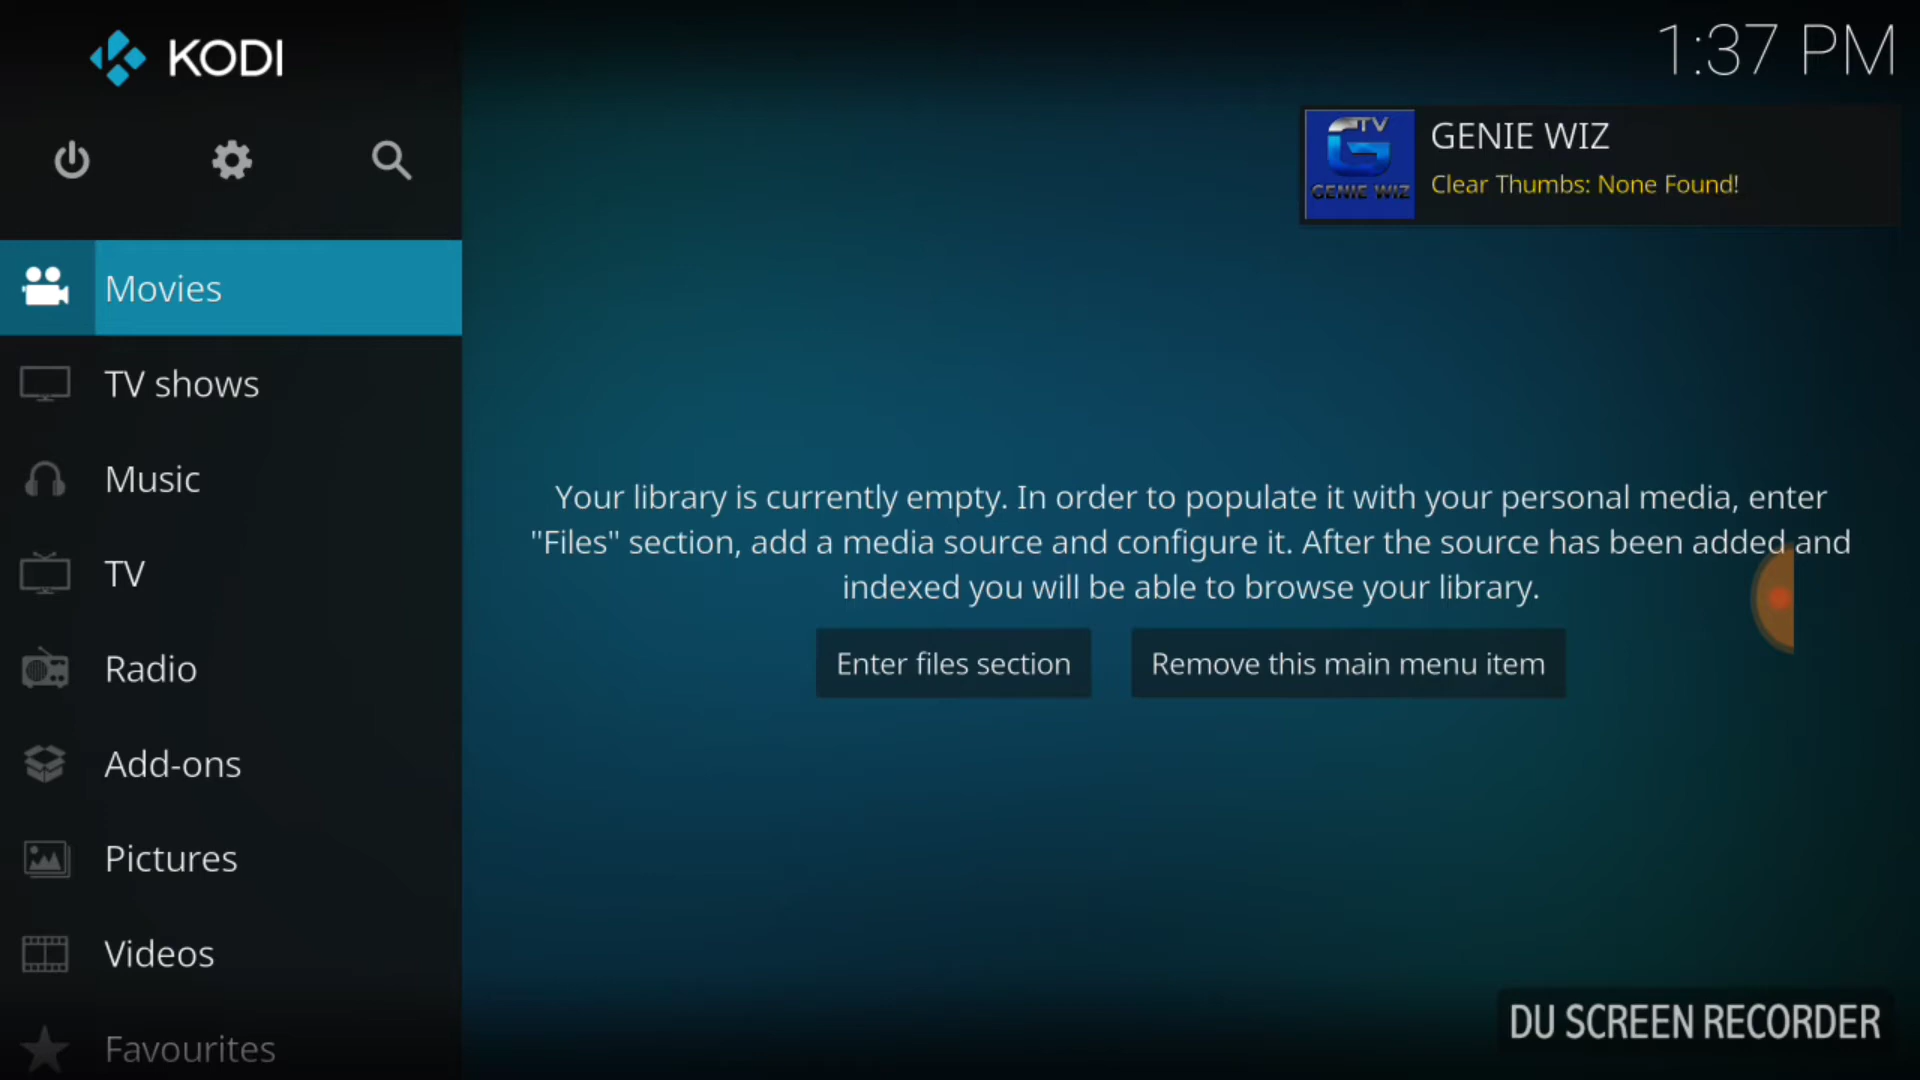 KODI
1:37 PM
TV
GENIE WIZ
GENIE WIZ
Clear Thumbs: None Found!
Movies
TV shows
Music
TV
Radio
Add-ons
Pictures
Videos
Favourites
Your library is currently empty. In order to populate it with your personal media, enter
"Files" section, add a media source and configure it. After the source has been added and
indexed you will be able to browse your library.
Enter files section
Remove this main menu item
DU SCREEN RECORDER